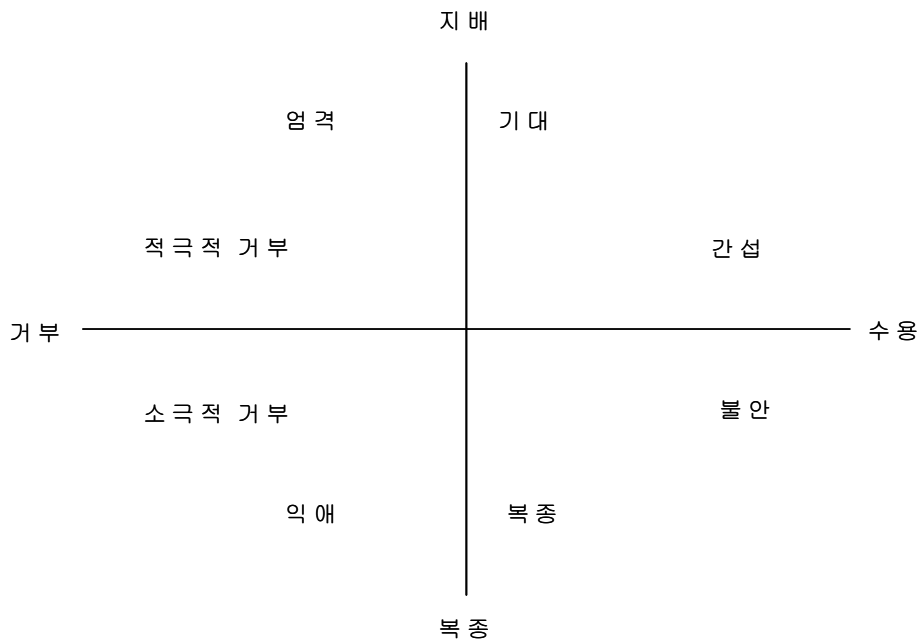 지배
엄격 기대
적극적 거부 간섭
거부 수용
소극적 거부 불안
익애 복종
복종